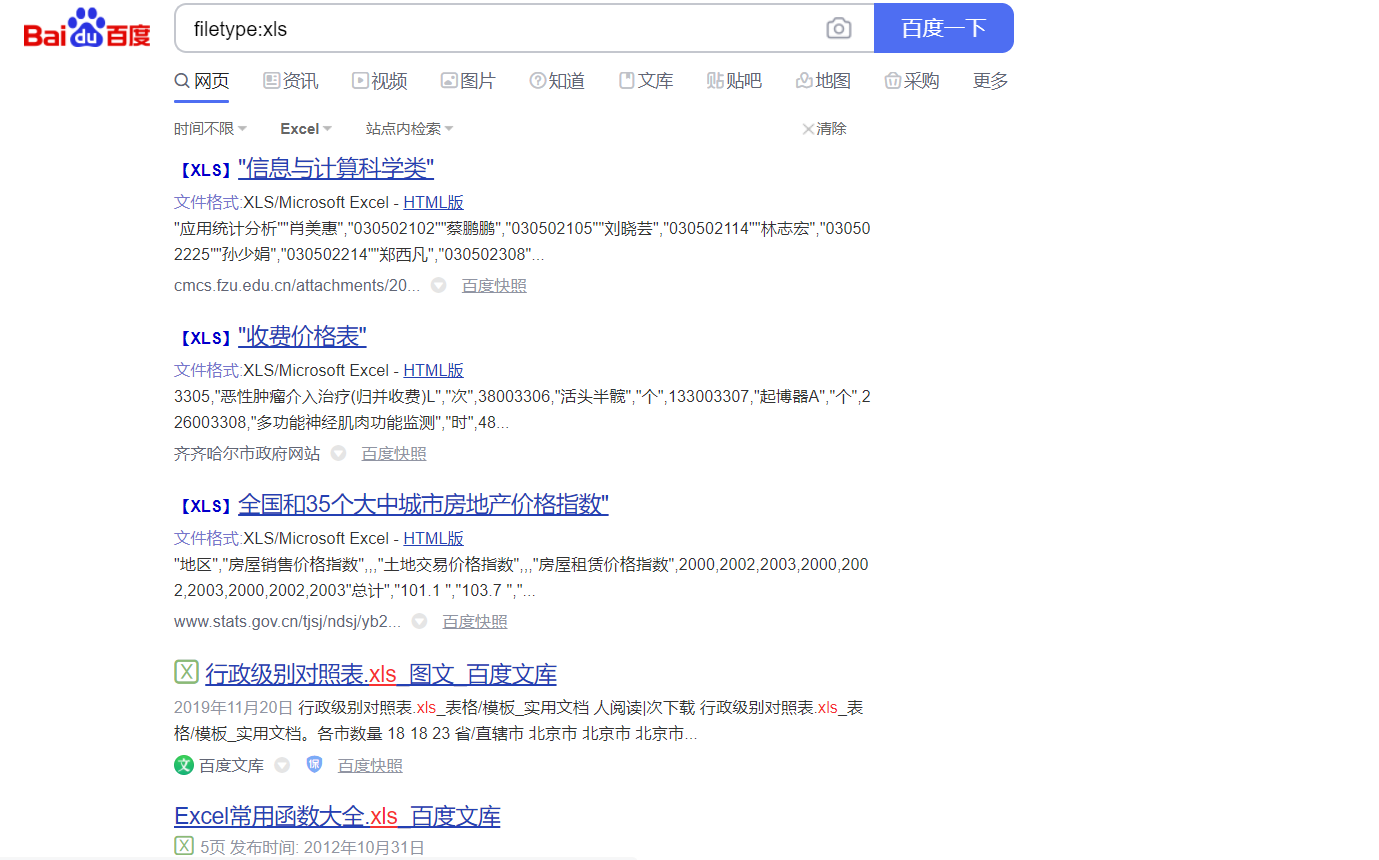 Bai du 百度
filetype:xls
百度一下
网页 资讯 视频 图片 知道 文库 贴吧 地图 采购 更多
时间不限 Excel 站点内检索 清除
【XLS】"信息与计算科学类"
文件格式:XLS/Microsoft Excel - HTML版
"应用统计分析""肖美惠","030502102""蔡鹏鹏","030502105""刘晓芸","030502114""林志宏","03050
2225""孙少娟","030502214""郑西凡","030502308"...
cmcs.fzu.edu.cn/attachments/20... 百度快照
【XLS】"收费价格表"
文件格式:XLS/Microsoft Excel - HTML版
3305,"恶性肿瘤介入治疗(归并收费)L","次",38003306,"活头半髋","个",133003307,"起博器A","个",2
26003308,"多功能神经肌肉功能监测","时",48...
齐齐哈尔市政府网站 百度快照
【XLS】全国和35个大中城市房地产价格指数"
文件格式:XLS/Microsoft Excel - HTML版
"地区","房屋销售价格指数",,,"土地交易价格指数",,,"房屋租赁价格指数",2000,2002,2003,2000,200
2,2003,2000,2002,2003"总计","101.1 ","103.7 ","...
www.stats.gov.cn/tjsj/ndsj/yb2... 百度快照
X 行政级别对照表.xls_图文_百度文库
2019年11月20日 行政级别对照表.xls_表格/模板_实用文档 人阅读|次下载 行政级别对照表.xls_表
格/模板_实用文档。各市数量 18 18 23 省/直辖市 北京市 北京市 北京市...
文 百度文库 保 百度快照
Excel常用函数大全.xls_百度文库
X 5页 发布时间: 2012年10月31日